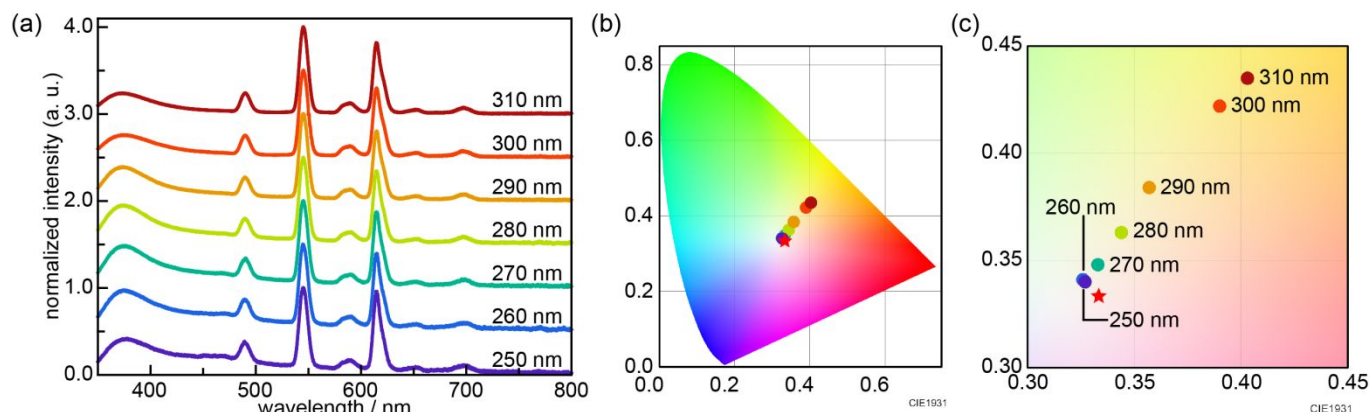 (a)
normalized intensity (a. u.)
4.0
3.0
2.0
1.0
0.0
310 nm
300 nm
290 nm
280 nm
270 nm
260 nm
250 nm
400
500
600
700
800
wavelength / nm
(b)
0.8
0.6
0.4
0.2
0.0
0.0
0.2
0.4
0.6
CIE1931
(c)
0.45
0.40
0.35
0.30
310 nm
300 nm
290 nm
260 nm
280 nm
270 nm
250 nm
0.30
0.35
0.40
0.45
CIE1931